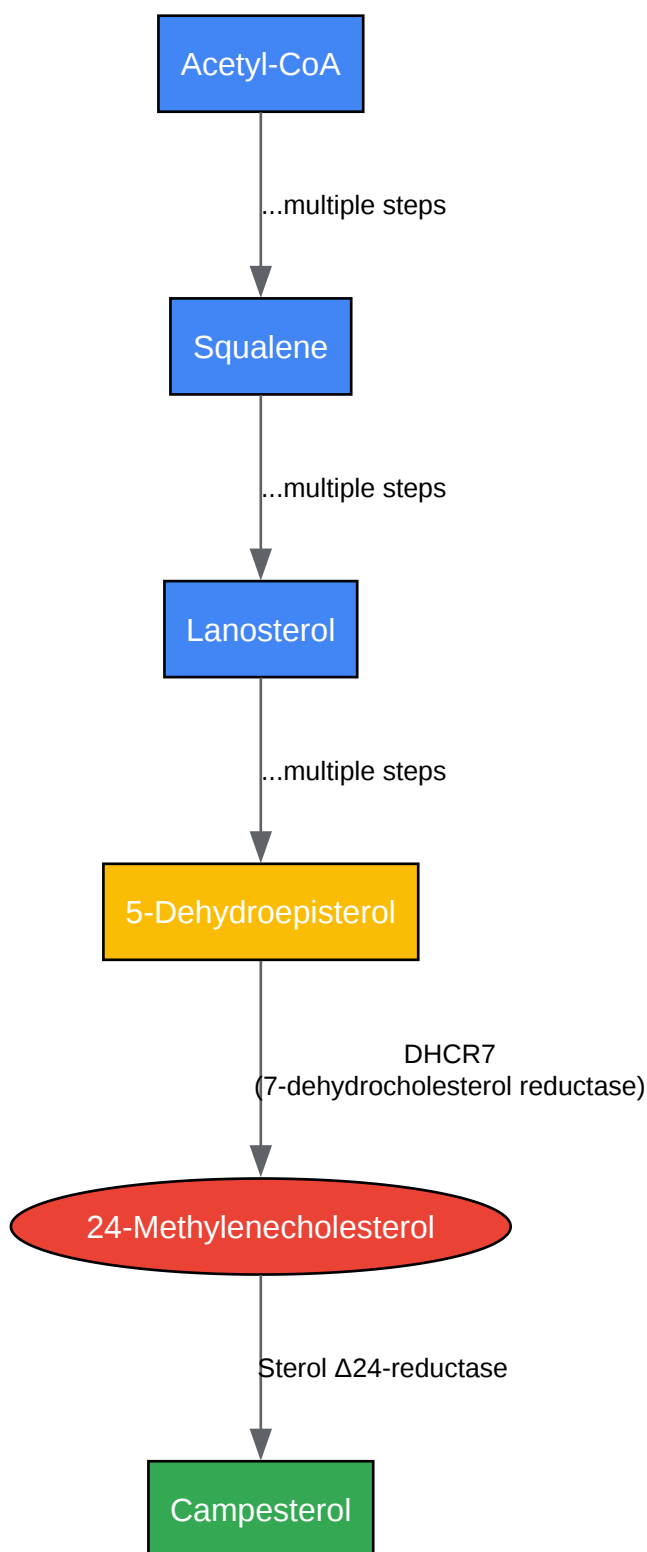 Acetyl-CoA
...multiple steps
Squalene
...multiple steps
Lanosterol
...multiple steps
5-Dehydroepisterol
DHCR7
(7-dehydrocholesterol reductase)
24-Methylenecholesterol
Sterol Δ24-reductase
Campesterol